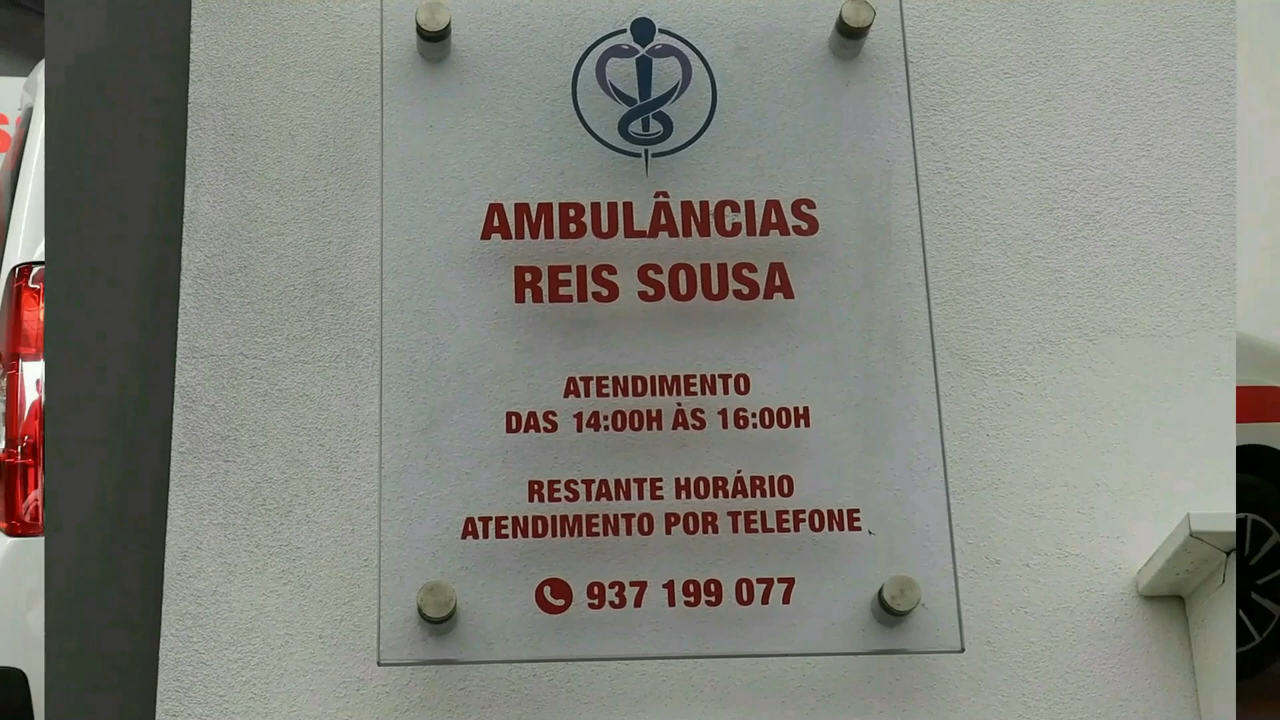 AMBULÂNCIAS
REIS SOUSA
ATENDIMENTO
DAS 14:00H ÀS 16:00H
RESTANTE HORÁRIO
ATENDIMENTO POR TELEFONE
937 199 077